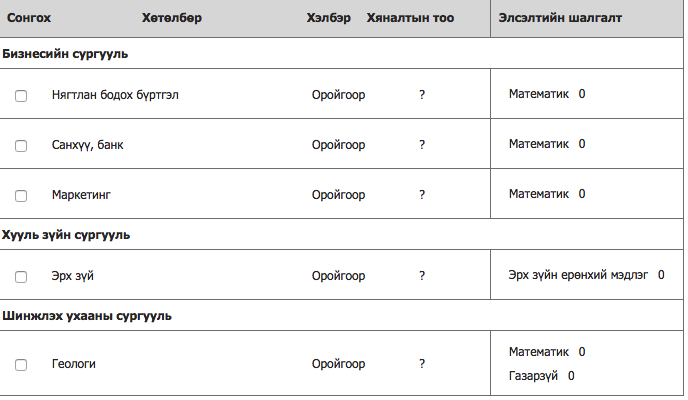 Сонгох Хөтөлбөр Хэлбэр Хяналтын тоо Элсэлтийн шалгалт
Бизнесийн сургууль
Нягтлан бодох бүртгэл Оройгоор ? Математик 0
Санхүү, банк Оройгоор ? Математик 0
Маркетинг Оройгоор ? Математик 0
Хууль зүйн сургууль
Эрх зүй Оройгоор ? Эрх зүйн ерөнхий мэдлэг 0
Шинжлэх ухааны сургууль
Геологи Оройгоор ? Математик 0
Газарзүй 0